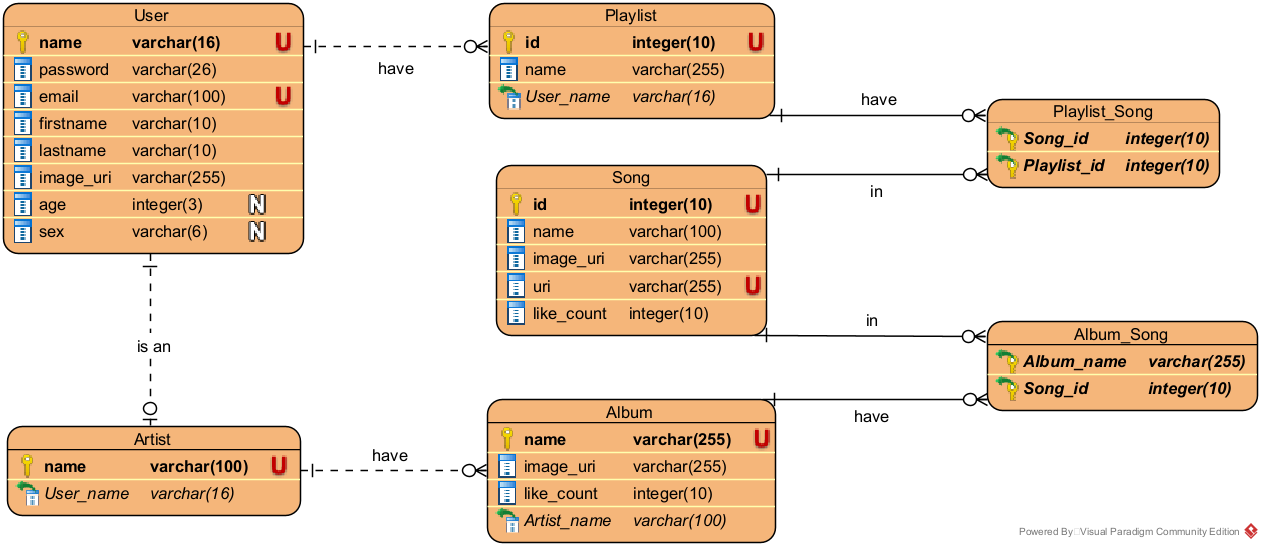 User
name varchar(16) U
password varchar(26)
email varchar(100) U
firstname varchar(10)
lastname varchar(10)
image_uri varchar(255)
age integer(3) N
sex varchar(6) N
have
Playlist
id integer(10) U
name varchar(255)
User_name varchar(16)
have
Playlist_Song
Song_id integer(10)
Playlist_id integer(10)
Song
id integer(10) U
name varchar(100)
image_uri varchar(255)
uri varchar(255) U
like_count integer(10)
in
in
is an
Album_Song
Album_name varchar(255)
Song_id integer(10)
have
Artist
name varchar(100) U
User_name varchar(16)
have
Album
name varchar(255) U
image_uri varchar(255)
like_count integer(10)
Artist_name varchar(100)
Powered By Visual Paradigm Community Edition